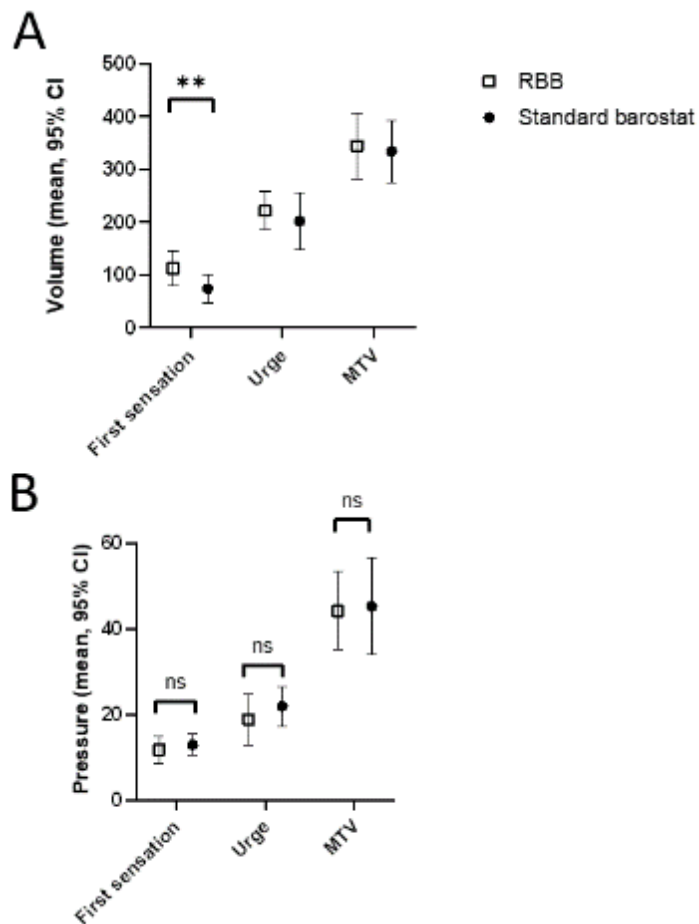 A
Volume (mean, 95% CI
500
400
300
200
100
0
**
First sensation
Urge
MTV
RBB
Standard barostat
B
Pressure (mean, 95% CI)
60
40
20
0
ns
ns
ns
First sensation
Urge
MTV